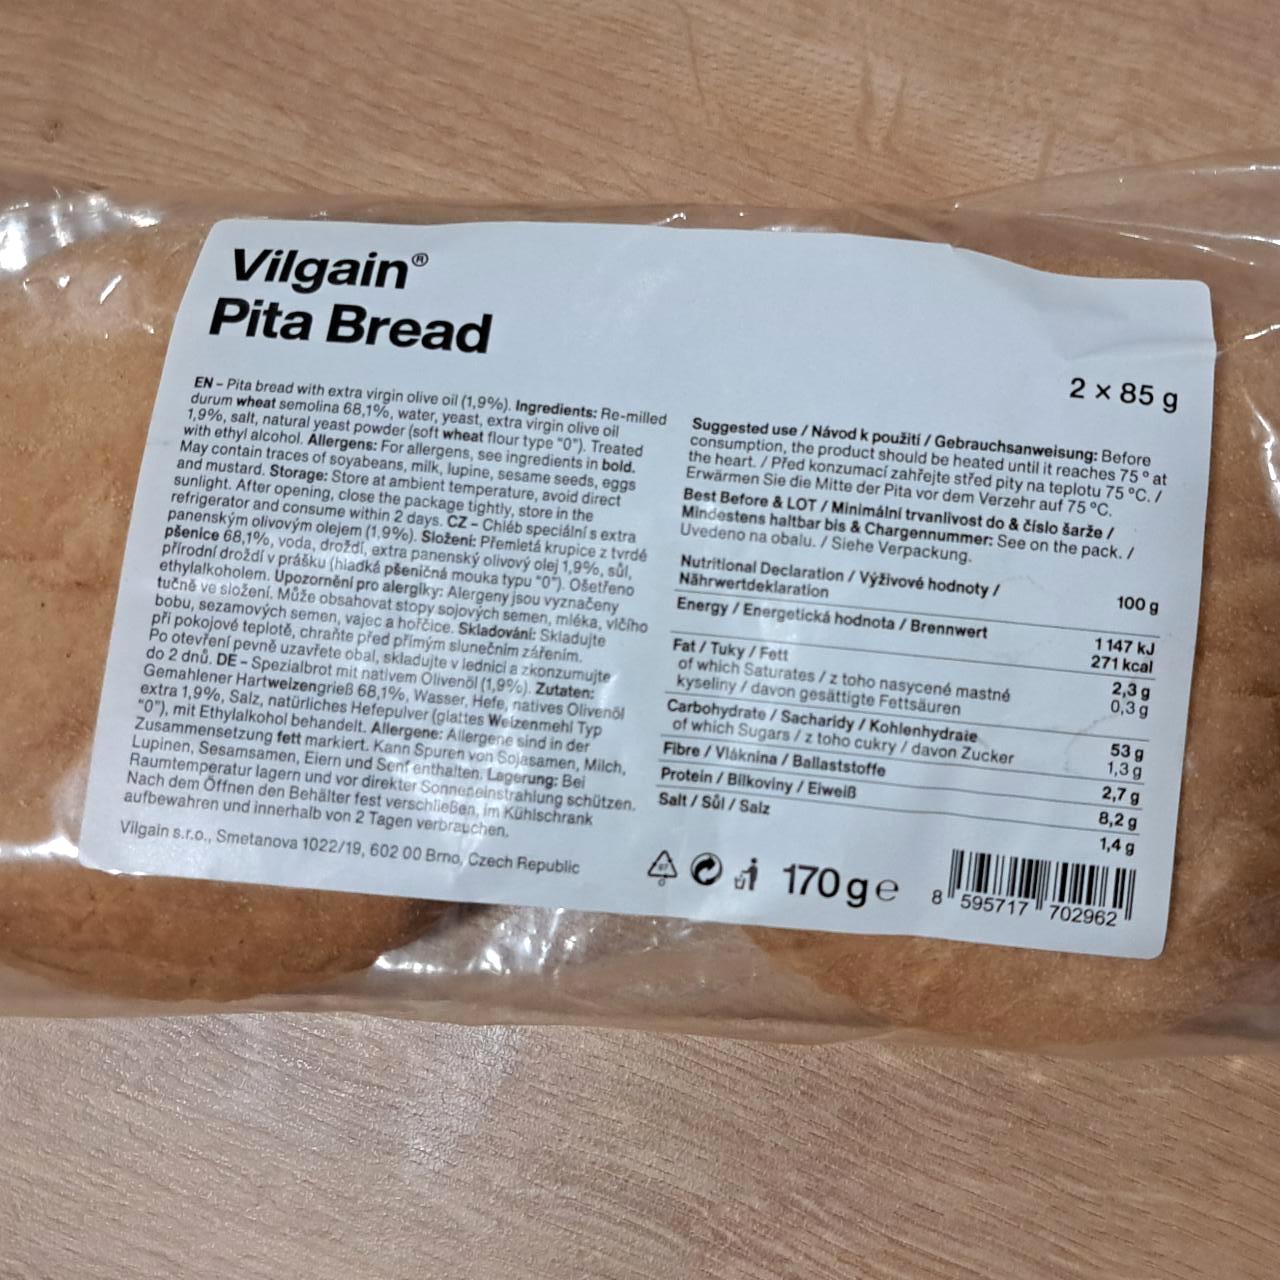 Vilgain®
Pita Bread
EN – Pita bread with extra virgin olive oil (1,9%). Ingredients: Re-milled
durum wheat semolina 68,1%, water, yeast, extra virgin olive oil
1,9%, salt, natural yeast powder (soft wheat flour type "0"). Treated
with ethyl alcohol. Allergens: For allergens, see ingredients in bold.
May contain traces of soyabeans, milk, lupine, sesame seeds, eggs
and mustard. Storage: Store at ambient temperature, avoid direct
sunlight. After opening, close the package tightly, store in the
refrigerator and consume within 2 days. CZ – Chléb speciální s extra
panenským olivovým olejem (1,9%). Složení: Přemletá krupice z tvrdé
pšenice 68,1%, voda, droždí, extra panenský olivový olej 1,9%, sůl,
přírodní droždí v prášku (hladká pšeničná mouka typu "0"). Ošetřeno
ethylalkoholem. Upozornění pro alergiky: Alergeny jsou vyznačeny
tučně ve složení. Může obsahovat stopy sojových semen, mléka, vlčího
bobu, sezamových semen, vajec a hořčice. Skladování: Skladujte
při pokojové teplotě, chraňte před přímým slunečním zářením.
Po otevření pevně uzavřete obal, skladujte v lednici a zkonzumujte
do 2 dnů. DE – Spezialbrot mit nativem Olivenöl (1,9%). Zutaten:
Gemahlener Hartweizengrieß 68,1%, Wasser, Hefe, natives Olivenöl
extra 1,9%, Salz, natürliches Hefepulver (glattes Weizenmehl Typ
"0"), mit Ethylalkohol behandelt. Allergene: Allergene sind in der
Zusammensetzung fett markiert. Kann Spuren von Sojasamen, Milch,
Lupinen, Sesamsamen, Eiern und Senf enthalten. Lagerung: Bei
Raumtemperatur lagern und vor direkter Sonneneinstrahlung schützen.
Nach dem Öffnen den Behälter fest verschließen, im Kühlschrank
aufbewahren und innerhalb von 2 Tagen verbrauchen.
Vilgain s.r.o., Smetanova 1022/19, 602 00 Brno, Czech Republic
2 × 85 g
Suggested use / Návod k použití / Gebrauchsanweisung: Before
consumption, the product should be heated until it reaches 75 ° at
the heart. / Před konzumací zahřejte střed pity na teplotu 75 °C. /
Erwärmen Sie die Mitte der Pita vor dem Verzehr auf 75 °C.
Best Before & LOT / Minimální trvanlivost do & číslo šarže /
Mindestens haltbar bis & Chargennummer: See on the pack. /
Uvedeno na obalu. / Siehe Verpackung.
Nutritional Declaration / Výživové hodnoty /
Nährwertdeklaration 100 g
Energy / Energetická hodnota / Brennwert 1 147 kJ
271 kcal
Fat / Tuky / Fett 2,3 g
of which Saturates / z toho nasycené mastné
kyseliny / davon gesättigte Fettsäuren 0,3 g
Carbohydrate / Sacharidy / Kohlenhydraie 53 g
of which Sugars / z toho cukry / davon Zucker 1,3 g
Fibre / Vláknina / Ballaststoffe 2,7 g
Protein / Bílkoviny / Eiweiß 8,2 g
Salt / Sůl / Salz 1,4 g
170 g e
8 595717 702962